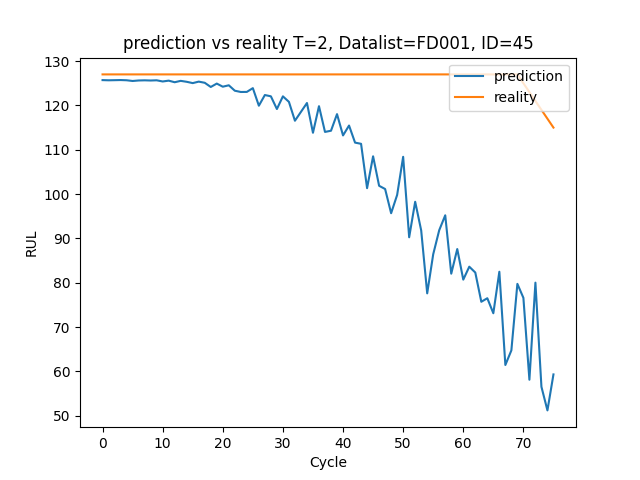 prediction vs reality T=2, Datalist=FD001, ID=45
130
120
110
100
90
80
70
60
50
RUL
prediction
reality
0 10 20 30 40 50 60 70
Cycle